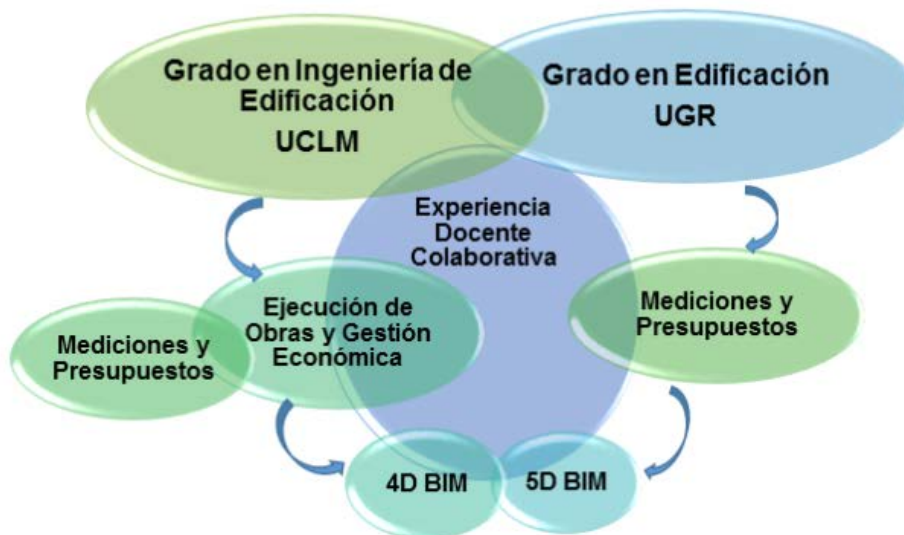 Grado en Ingeniería de
Edificación
UCLM
Grado en Edificación
UGR
Experiencia
Docente
Colaborativa
Ejecución de
Obras y Gestión
Económica
Mediciones y
Presupuestos
Mediciones y
Presupuestos
4D BIM
5D BIM